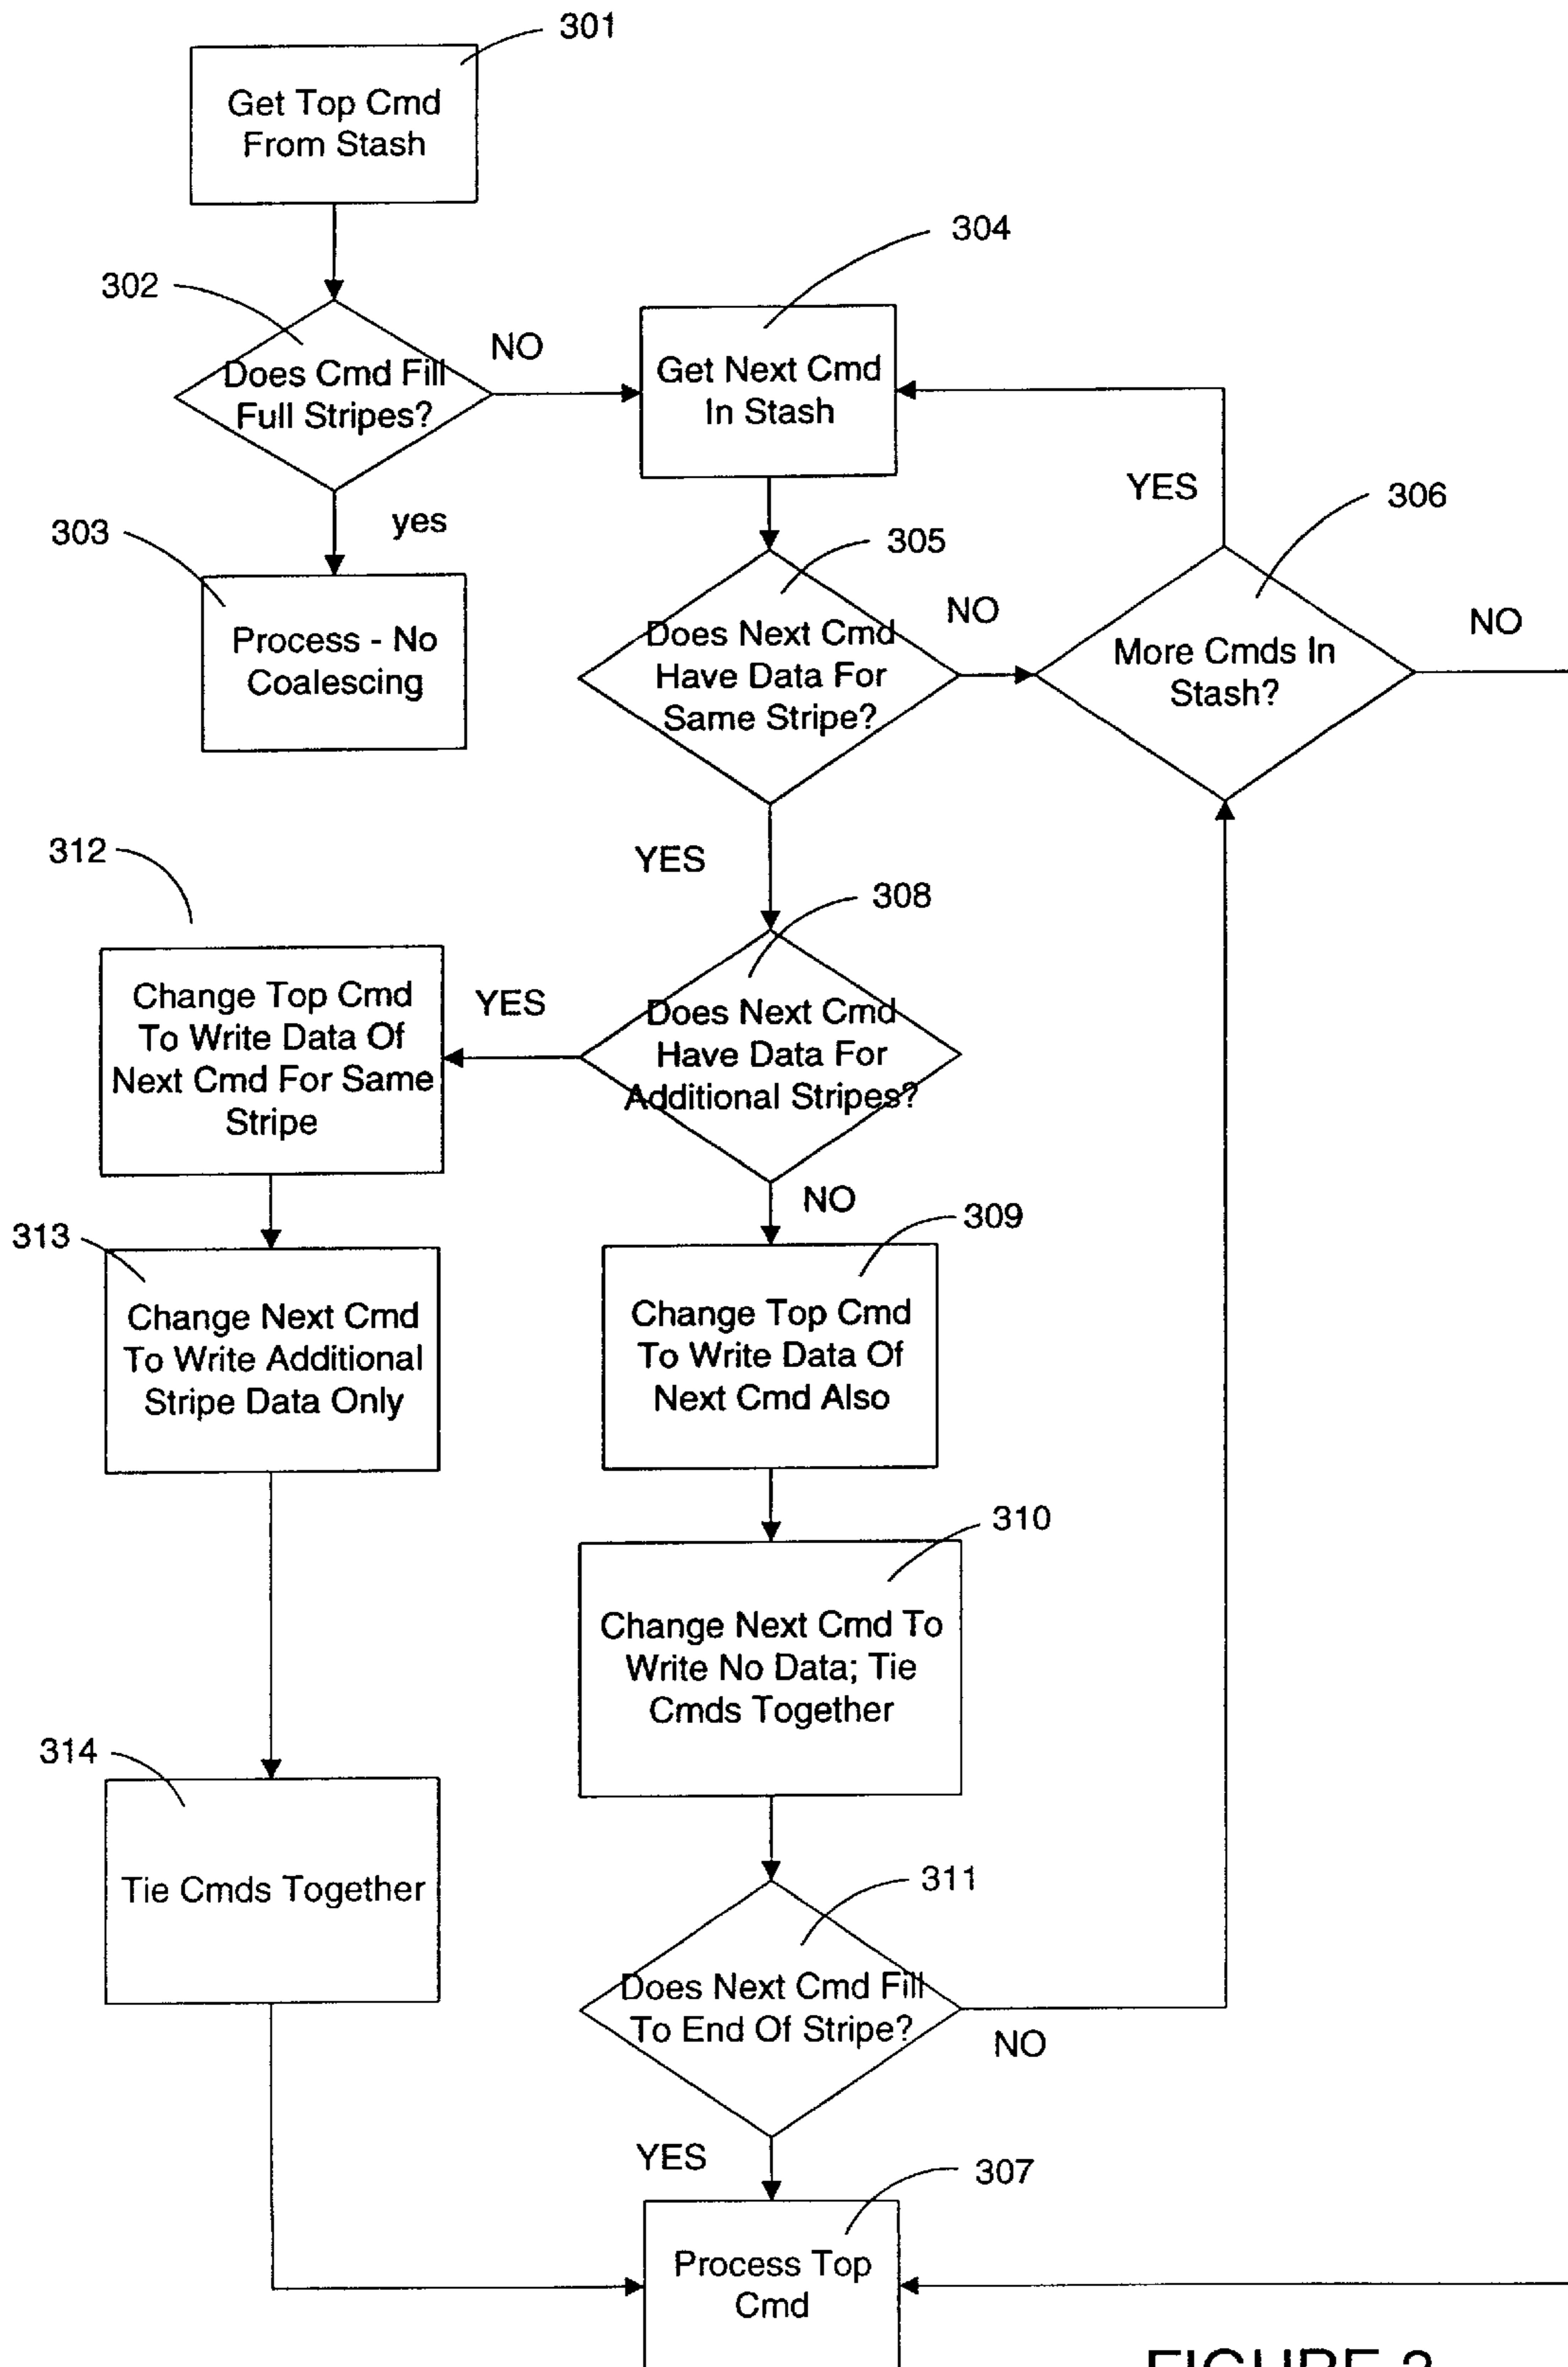 301
Get Top Cmd
From Stash
304
302
NO
Does Cmd Fill
Full Stripes?
Get Next Cmd
In Stash
YES
306
303
yes
305
NO
NO
Process - No
Coalescing
Does Next Cmd
Have Data For
Same Stripe?
More Cmds In
Stash?
312
YES
308
Change Top Cmd
To Write Data Of
Next Cmd For Same
Stripe
YES
Does Next Cmd
Have Data For
Additional Stripes?
NO
313
309
Change Next Cmd
To Write Additional
Stripe Data Only
Change Top Cmd
To Write Data Of
Next Cmd Also
310
Change Next Cmd To
Write No Data; Tie
Cmds Together
314
Tie Cmds Together
311
Does Next Cmd Fill
To End Of Stripe?
NO
YES
307
Process Top
Cmd
FIGURE